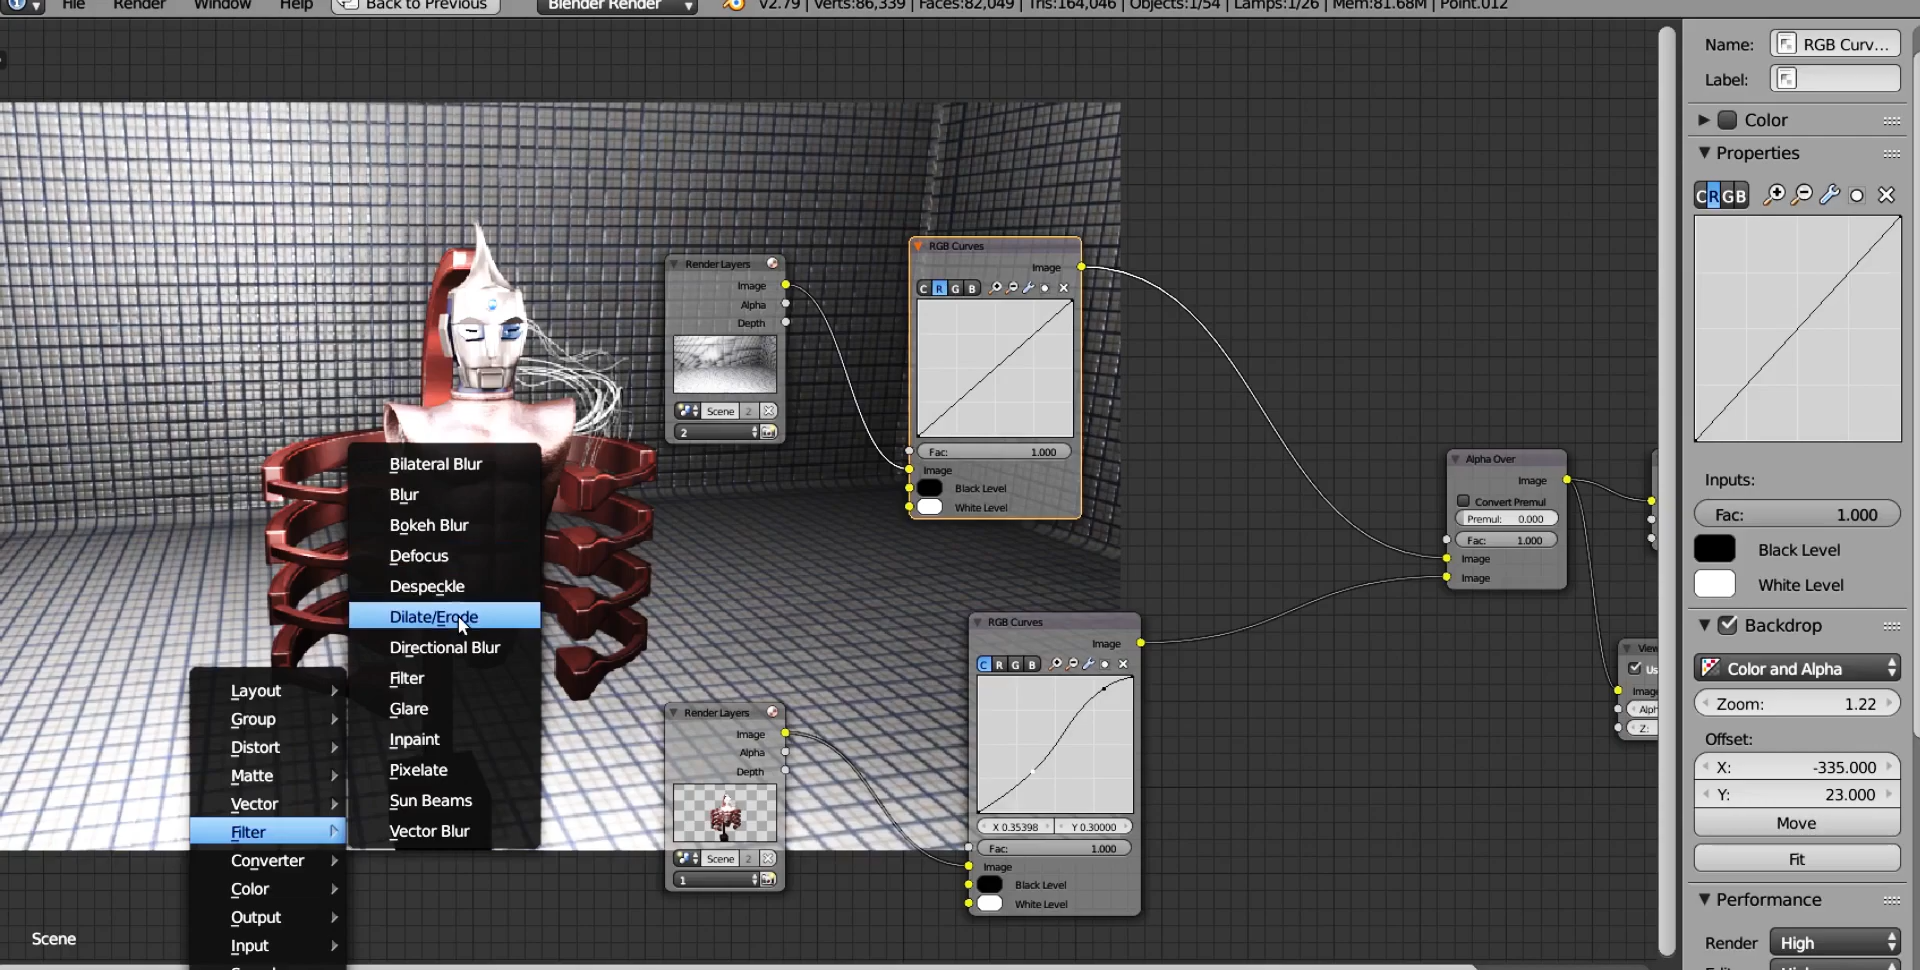 File Render Window Help Back to Previous Blender Render v2.79 | Verts:86,339 | Faces:82,049 | Tris:164,046 | Objects:1/54 | Lamps:1/26 | Mem:81.68M | Point.012
Name: RGB Curv...
Label:
Color
Properties
C R G B
Inputs:
Fac: 1.000
Black Level
White Level
Backdrop
Color and Alpha
Zoom: 1.22
Offset:
X: -335.000
Y: 23.000
Move
Fit
Performance
Render High
Render Layers
Image
Alpha
Depth
Scene 2
2
RGB Curves
Image
C R G B
Fac: 1.000
Image
Black Level
White Level
Alpha Over
Image
Convert Premul
Premul: 0.000
Fac: 1.000
Image
Image
Render Layers
Image
Alpha
Depth
Scene 2
1
RGB Curves
Image
C R G B
X 0.35398 Y 0.30000
Fac: 1.000
Image
Black Level
White Level
Bilateral Blur
Blur
Bokeh Blur
Defocus
Despeckle
Dilate/Erode
Directional Blur
Filter
Glare
Inpaint
Pixelate
Sun Beams
Vector Blur
Layout
Group
Distort
Matte
Vector
Filter
Converter
Color
Output
Input
Scene
Z: